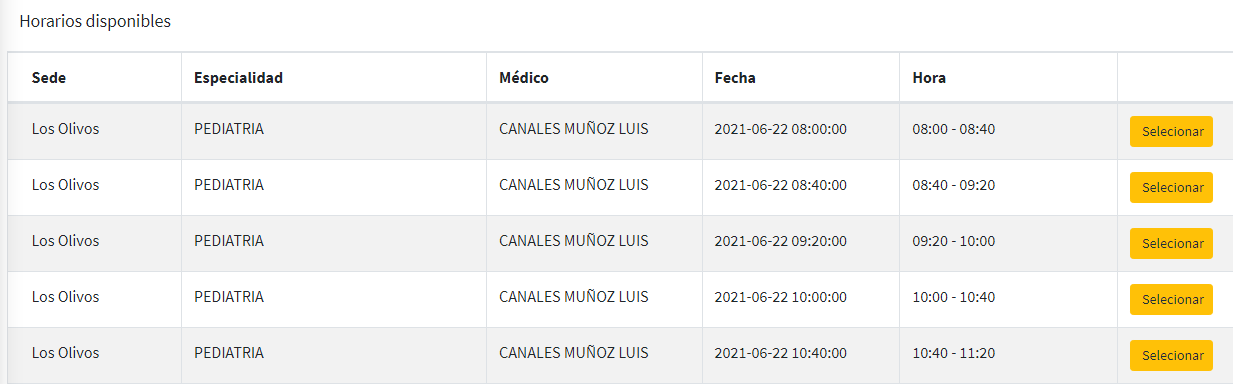 Horarios disponibles
Sede Especialidad Médico Fecha Hora
Los Olivos PEDIATRIA CANALES MUÑOZ LUIS 2021-06-22 08:00:00 08:00 - 08:40 Selecionar
Los Olivos PEDIATRIA CANALES MUÑOZ LUIS 2021-06-22 08:40:00 08:40 - 09:20 Selecionar
Los Olivos PEDIATRIA CANALES MUÑOZ LUIS 2021-06-22 09:20:00 09:20 - 10:00 Selecionar
Los Olivos PEDIATRIA CANALES MUÑOZ LUIS 2021-06-22 10:00:00 10:00 - 10:40 Selecionar
Los Olivos PEDIATRIA CANALES MUÑOZ LUIS 2021-06-22 10:40:00 10:40 - 11:20 Selecionar